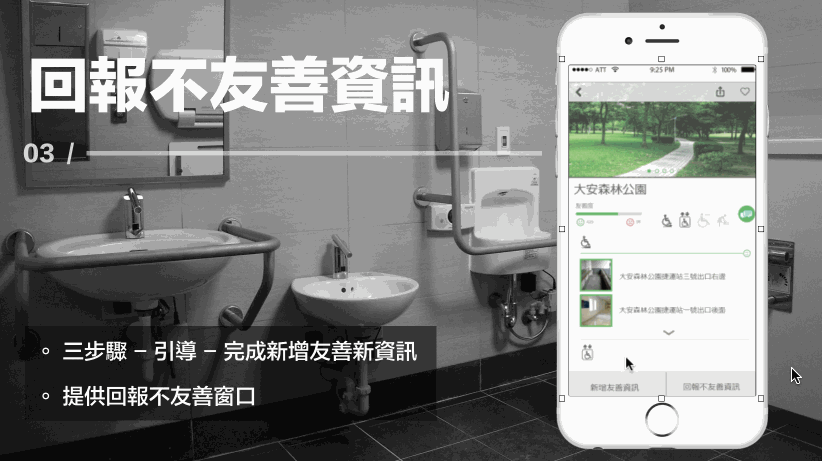 回報不友善資訊
03 /
三步驟 – 引導 – 完成新增友善新資訊
提供回報不友善窗口
ATT
9:25 PM
100%
大安森林公園
大安森林公園捷運站三號出口右邊
大安森林公園捷運站一號出口後面
新增友善資訊
回報不友善資訊